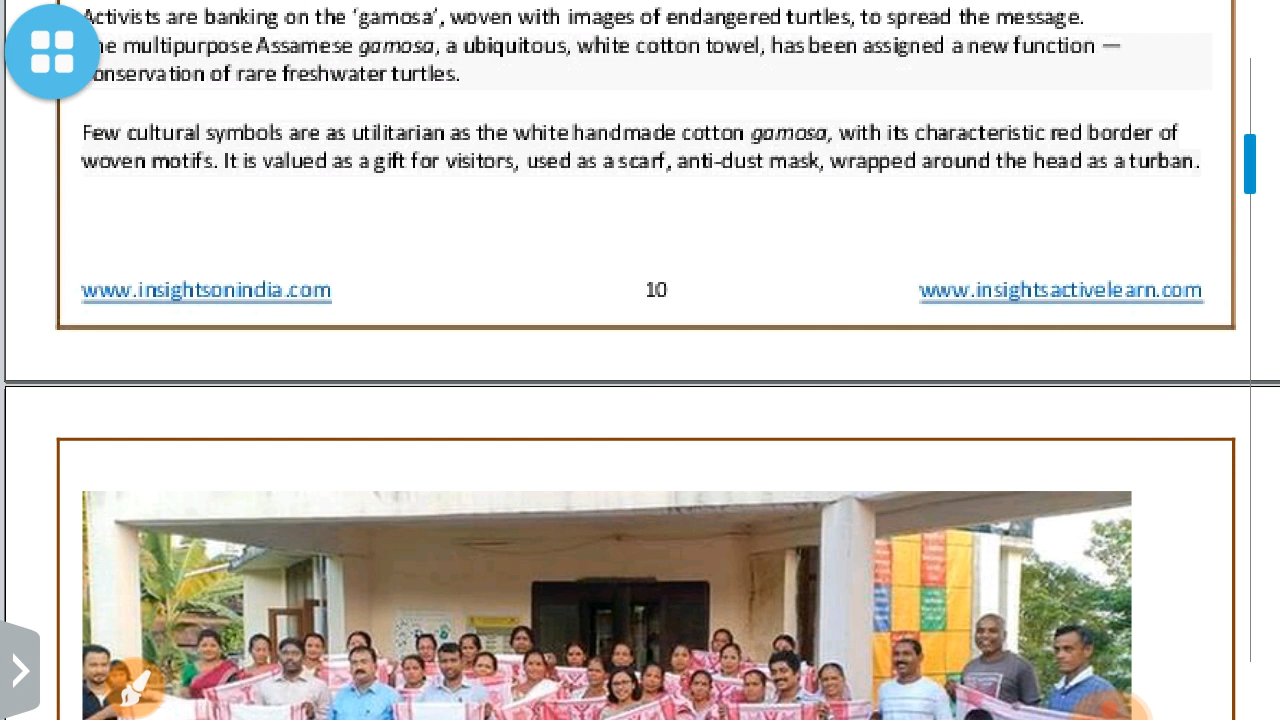 Activists are banking on the ‘gamosa’, woven with images of endangered turtles, to spread the message.
multipurpose Assamese gamosa, a ubiquitous, white cotton towel, has been assigned a new function —
conservation of rare freshwater turtles.
Few cultural symbols are as utilitarian as the white handmade cotton gamosa, with its characteristic red border of
woven motifs. It is valued as a gift for visitors, used as a scarf, anti-dust mask, wrapped around the head as a turban.
www.insightsonindia.com 10 www.insightsactivelearn.com